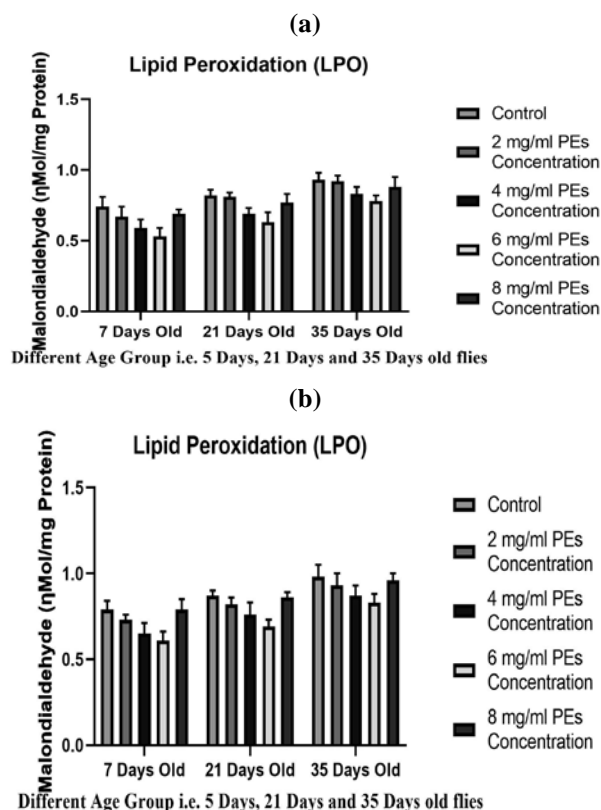 (a)
Lipid Peroxidation (LPO)
Malondialdehyde (ηMol/mg Protein)
1.5
1.0
0.5
0.0
7 Days Old
21 Days Old
35 Days Old
Control
2 mg/ml PEs
Concentration
4 mg/ml PEs
Concentration
6 mg/ml PEs
Concentration
8 mg/ml PEs
Concentration
Different Age Group i.e. 5 Days, 21 Days and 35 Days old flies
(b)
Lipid Peroxidation (LPO)
Malondialdehyde (ηMol/mg Protein)
1.5
1.0
0.5
0.0
7 Days Old
21 Days Old
35 Days Old
Control
2 mg/ml PEs
Concentration
4 mg/ml PEs
Concentration
6 mg/ml PEs
Concentration
8 mg/ml PEs
Concentration
Different Age Group i.e. 5 Days, 21 Days and 35 Days old flies